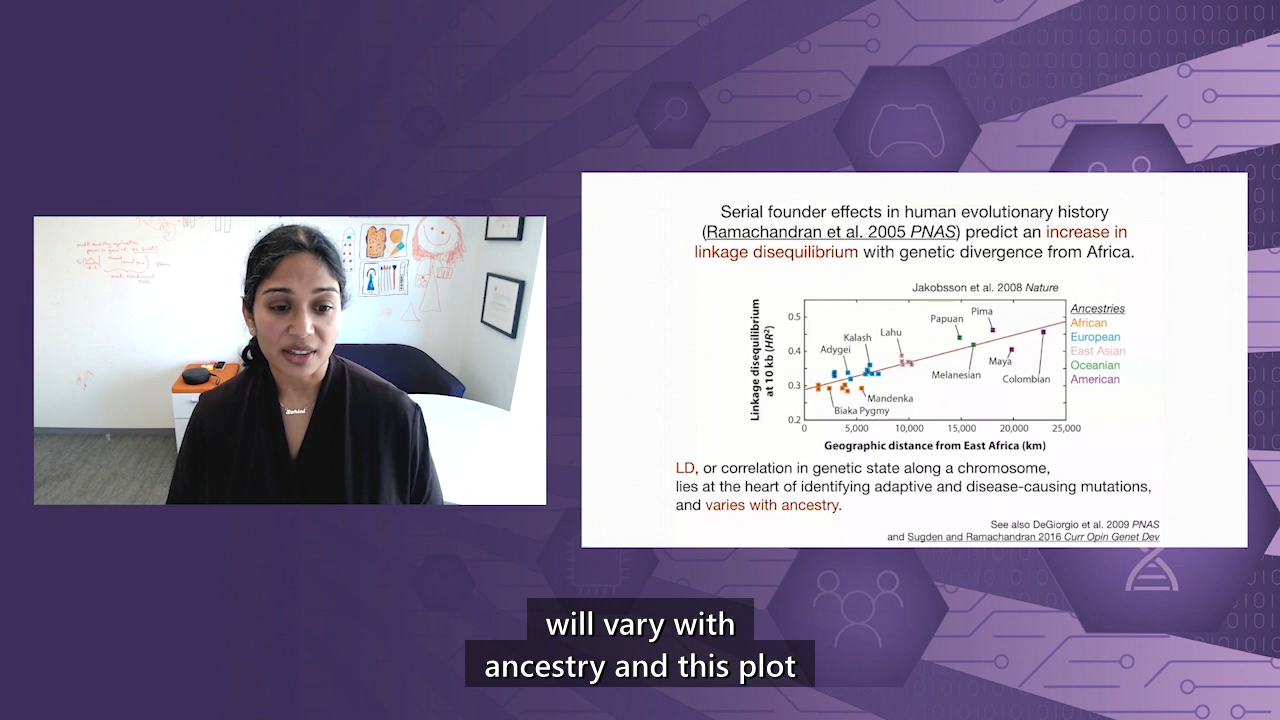 Serial founder effects in human evolutionary history
(Ramachandran et al. 2005 PNAS) predict an increase in
linkage disequilibrium with genetic divergence from Africa.
Jakobsson et al. 2008 Nature
Linkage disequilibrium
at 10 kb (HR²)
0.5
0.4
0.3
0.2
0
5,000
10,000
15,000
20,000
25,000
Geographic distance from East Africa (km)
Adygei
Kalash
Lahu
Papuan
Pima
Melanesian
Maya
Colombian
Mandenka
Biaka Pygmy
Ancestries
African
European
East Asian
Oceanian
American
LD, or correlation in genetic state along a chromosome,
lies at the heart of identifying adaptive and disease-causing mutations,
and varies with ancestry.
See also DeGiorgio et al. 2009 PNAS
and Sugden and Ramachandran 2016 Curr Opin Genet Dev
will vary with
ancestry and this plot